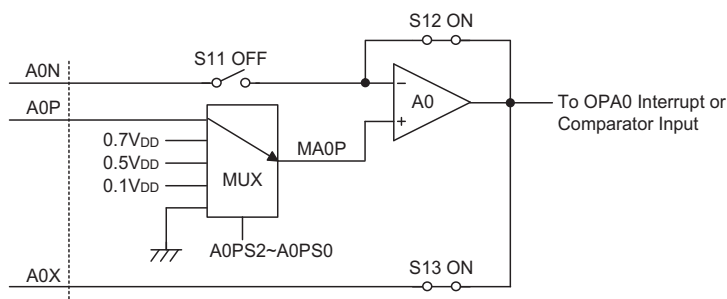 S12 ON
S11 OFF
A0N
A0P
A0
To OPA0 Interrupt or
Comparator Input
−
+
0.7VDD
0.5VDD
0.1VDD
MA0P
MUX
A0PS2~A0PS0
A0X
S13 ON